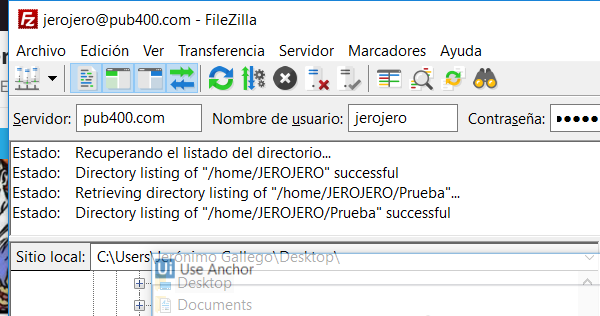 jerojero@pub400.com - FileZilla
Archivo Edición Ver Transferencia Servidor Marcadores Ayuda
Servidor: pub400.com Nombre de usuario: jerojero Contraseña: ●●●●●
Estado: Recuperando el listado del directorio...
Estado: Directory listing of "/home/JEROJERO" successful
Estado: Retrieving directory listing of "/home/JEROJERO/Prueba"...
Estado: Directory listing of "/home/JEROJERO/Prueba" successful
Sitio local: C:\Users\Jerónimo Gallego\Desktop\
Ui Use Anchor
Desktop
Documents